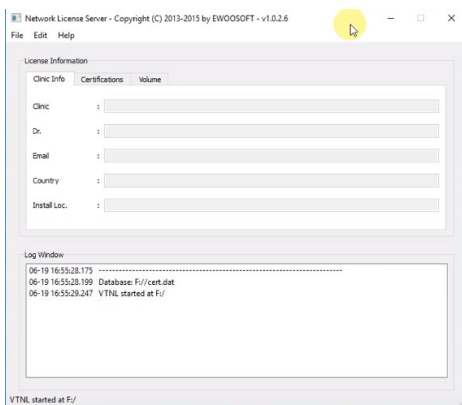 Network License Server - Copyright (C) 2013-2015 by EWOOSOFT - v1.0.2.6
File Edit Help
License Information
Clinic Info Certifications Volume
Clinic :
Dr. :
Email :
Country :
Install Loc. :
Log Window
06-19 16:55:28.175 ------------------------------------------------------------------------
06-19 16:55:28.199 Database: F://cert.dat
06-19 16:55:29.247 VTNL started at F:/
VTNL started at F:/